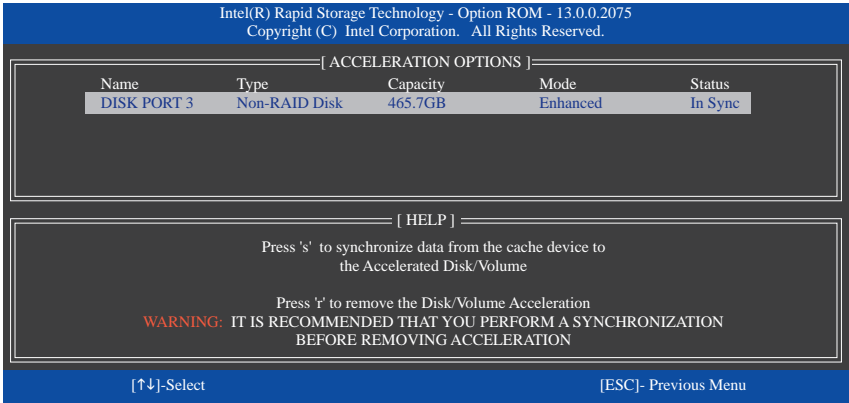 Intel(R) Rapid Storage Technology - Option ROM - 13.0.0.2075
Copyright (C) Intel Corporation. All Rights Reserved.
[ ACCELERATION OPTIONS ]
Name Type Capacity Mode Status
DISK PORT 3 Non-RAID Disk 465.7GB Enhanced In Sync
[ HELP ]
Press 's' to synchronize data from the cache device to
the Accelerated Disk/Volume
Press 'r' to remove the Disk/Volume Acceleration
WARNING: IT IS RECOMMENDED THAT YOU PERFORM A SYNCHRONIZATION
BEFORE REMOVING ACCELERATION
[↑↓]-Select [ESC]- Previous Menu